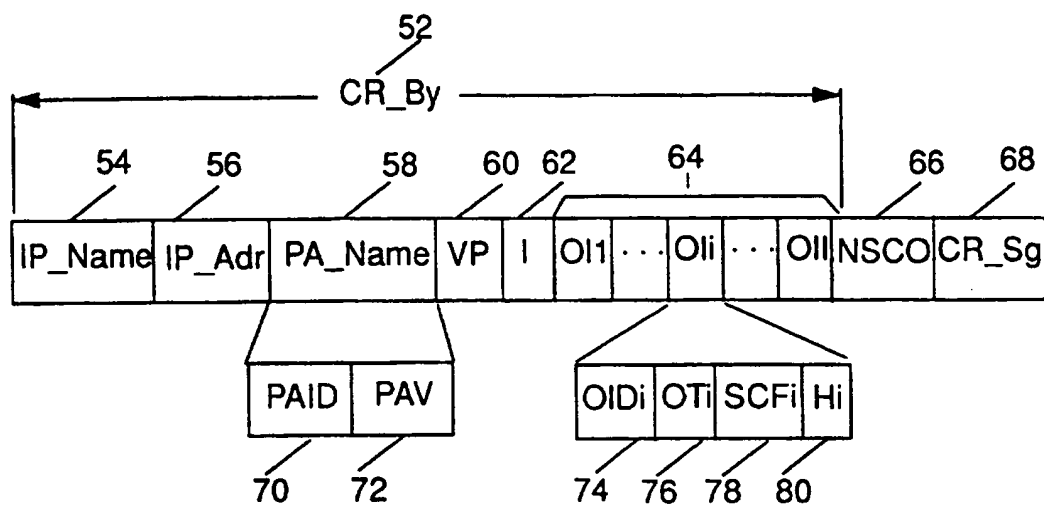 52
CR_By
54 56 58 60 62 64 66 68
IP_Name IP_Adr PA_Name VP I OI1 ··· OIi ··· OII NSCO CR_Sg
PAID PAV OIDi OTi SCFi Hi
70 72 74 76 78 80